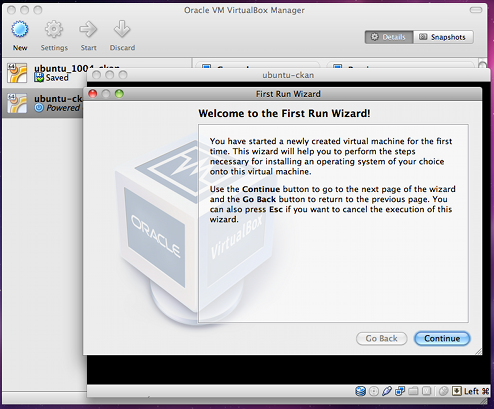 Oracle VM VirtualBox Manager
New
Settings
Start
Discard
Details
Snapshots
Saved
ubuntu-ckan
Powered
First Run Wizard
Welcome to the First Run Wizard!
You have started a newly created virtual machine for the first
time. This wizard will help you to perform the steps
necessary for installing an operating system of your choice
onto this virtual machine.
Use the Continue button to go to the next page of the wizard
and the Go Back button to return to the previous page. You
can also press Esc if you want to cancel the execution of this
wizard.
ORACLE
VirtualBox
Go Back
Continue
Left ⌘